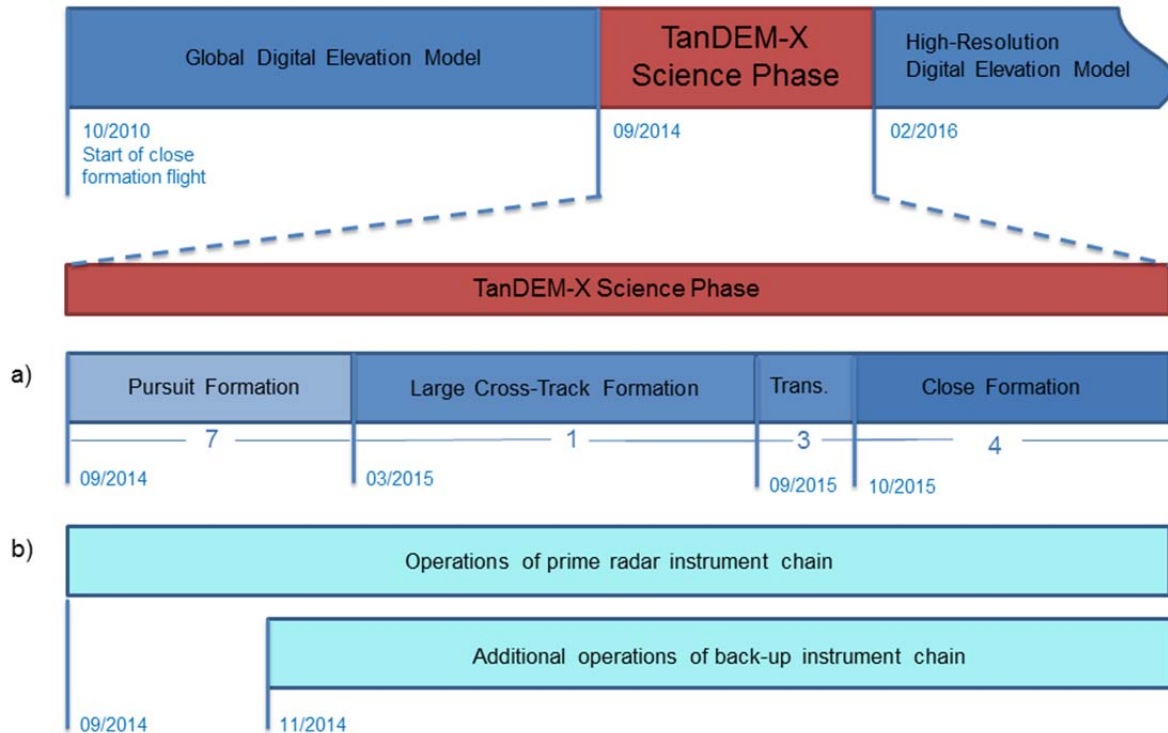 Global Digital Elevation Model
TanDEM-X
Science Phase
High-Resolution
Digital Elevation Model
10/2010
Start of close
formation flight
09/2014
02/2016
TanDEM-X Science Phase
a)
Pursuit Formation
Large Cross-Track Formation
Trans.
Close Formation
7
1
3
4
09/2014
03/2015
09/2015
10/2015
b)
Operations of prime radar instrument chain
Additional operations of back-up instrument chain
09/2014
11/2014